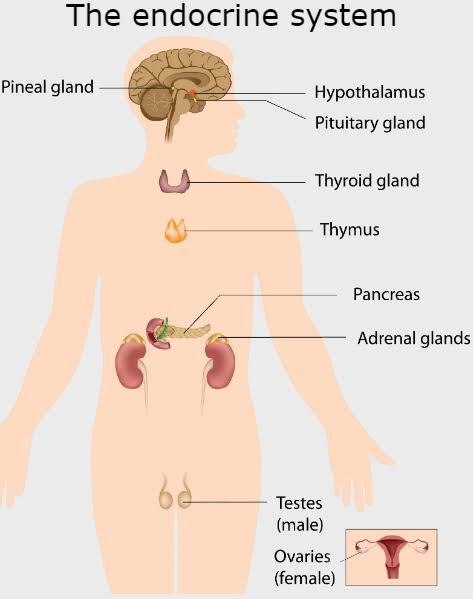 The endocrine system
Pineal gland
Hypothalamus
Pituitary gland
Thyroid gland
Thymus
Pancreas
Adrenal glands
Testes
(male)
Ovaries
(female)